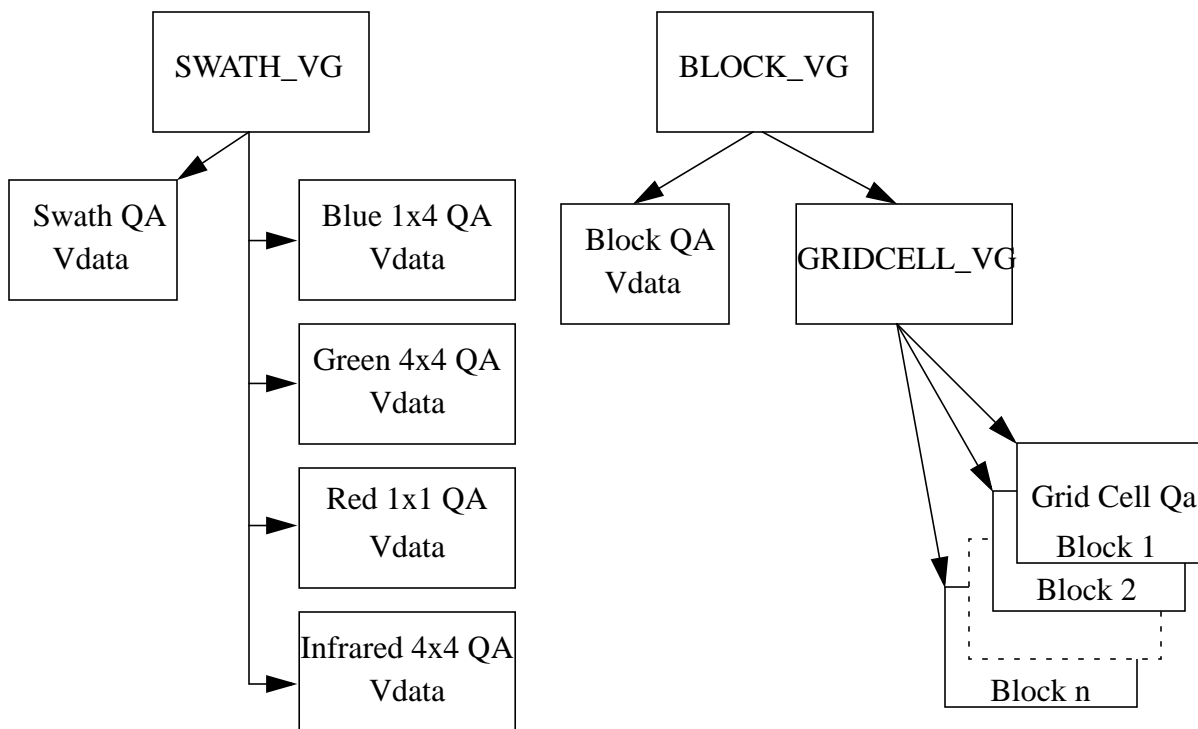 SWATH_VG
Swath QA
Vdata
Blue 1x4 QA
Vdata
Green 4x4 QA
Vdata
Red 1x1 QA
Vdata
Infrared 4x4 QA
Vdata
BLOCK_VG
Block QA
Vdata
GRIDCELL_VG
Grid Cell Qa
Block 1
Block 2
Block n